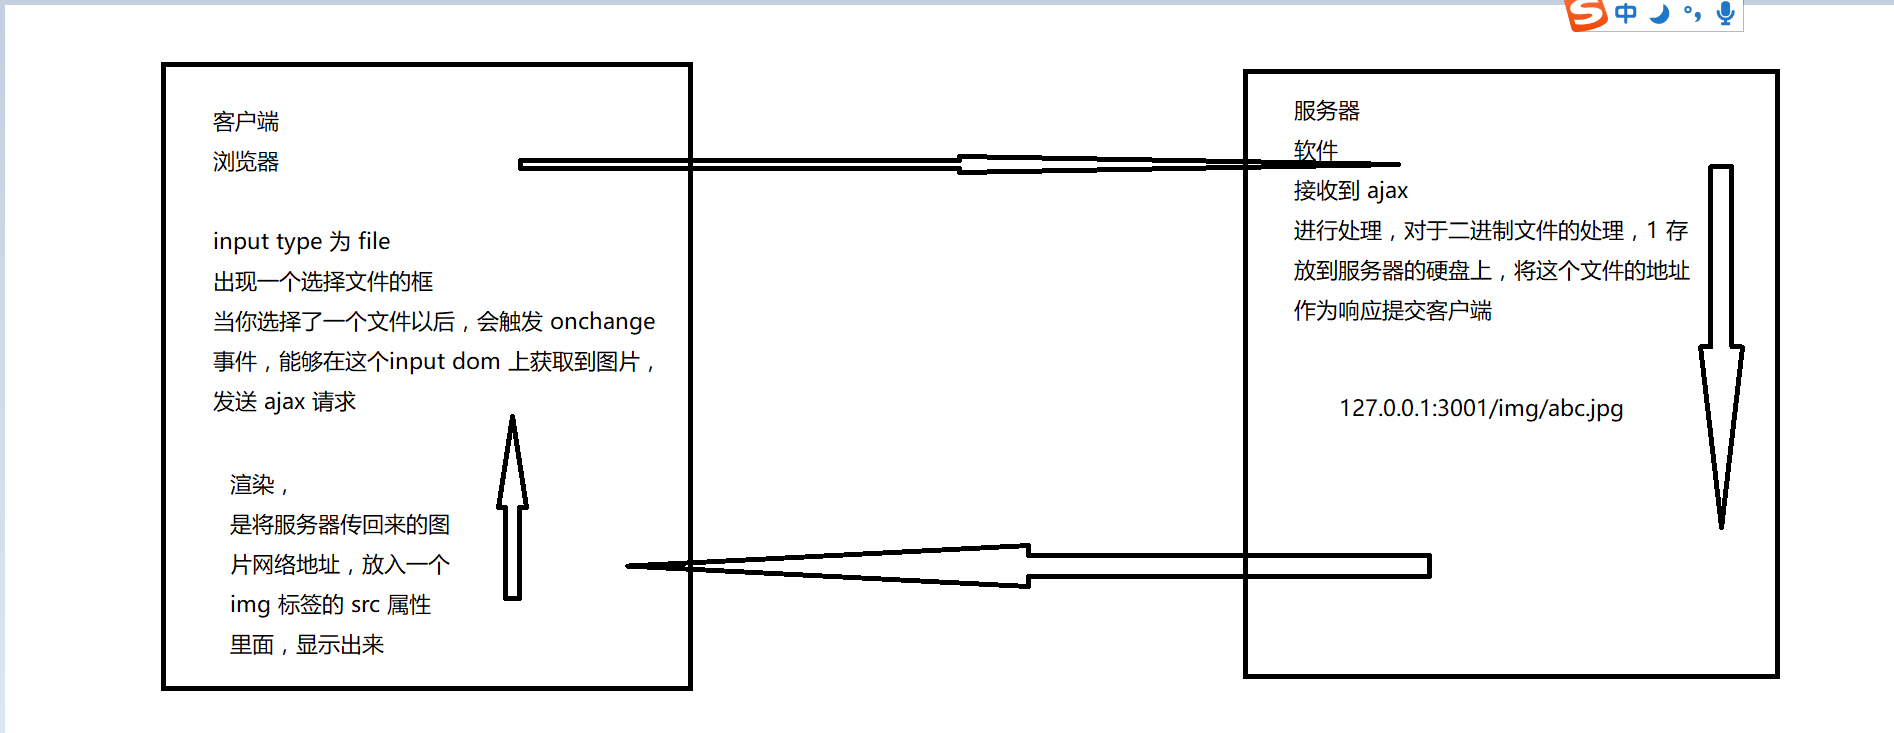 中
客户端
浏览器
input type 为 file
出现一个选择文件的框
当你选择了一个文件以后，会触发 onchange
事件，能够在这个input dom 上获取到图片，
发送 ajax 请求
渲染，
是将服务器传回来的图
片网络地址，放入一个
img 标签的 src 属性
里面，显示出来
服务器
软件
接收到 ajax
进行处理，对于二进制文件的处理，1 存
放到服务器的硬盘上，将这个文件的地址
作为响应提交客户端
127.0.0.1:3001/img/abc.jpg